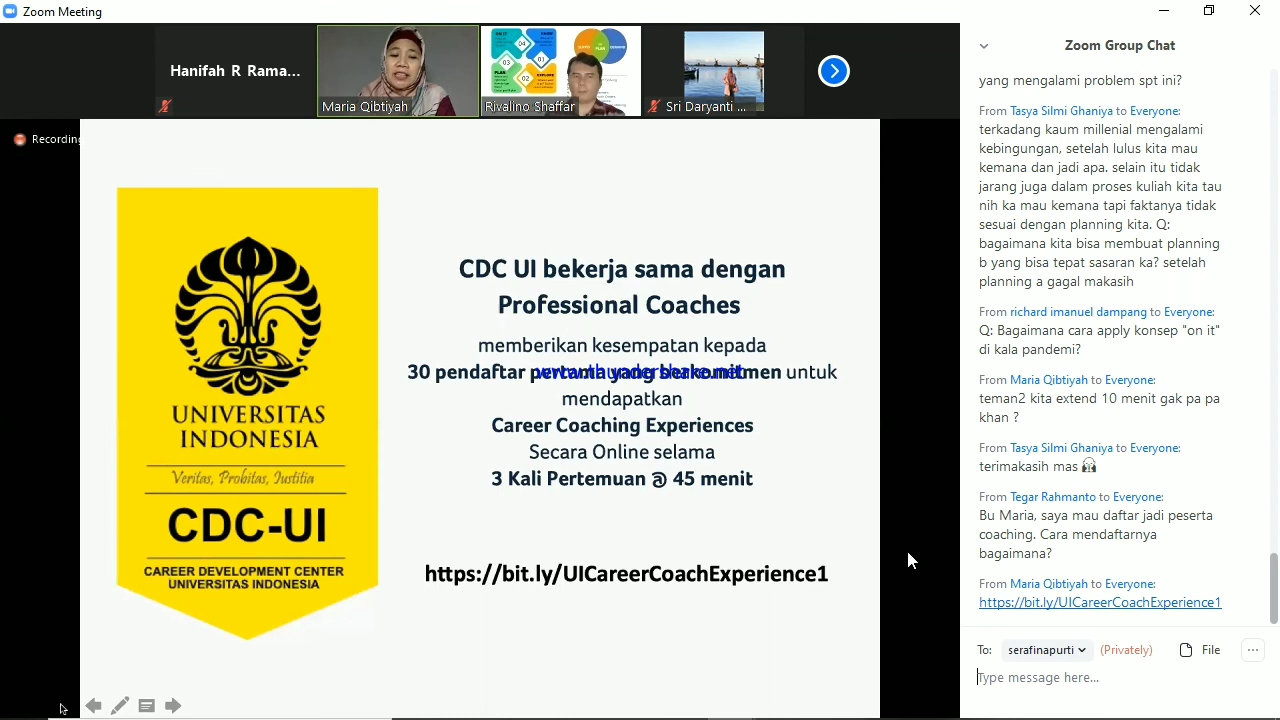 Zoom Meeting
Hanifah R Rama...
Maria Qibtiyah
Rivalino Shaffar
Sri Daryanti ...
Recording
CDC UI bekerja sama dengan
Professional Coaches
memberikan kesempatan kepada
30 pendaftar pertama yang berkomitmen untuk
www.thundershare.net
mendapatkan
Career Coaching Experiences
Secara Online selama
3 Kali Pertemuan @ 45 menit
https://bit.ly/UICareerCoachExperience1
UNIVERSITAS
INDONESIA
Veritas, Probitas, Iustitia
CDC-UI
CAREER DEVELOPMENT CENTER
UNIVERSITAS INDONESIA
Zoom Group Chat
yang mengalami problem spt ini?
From Tasya Silmi Ghaniya to Everyone:
terkadang kaum millenial mengalami
kebingungan, setelah lulus kita mau
kemana dan jadi apa. selain itu tidak
jarang juga dalam proses kuliah kita tau
nih ka mau kemana tapi faktanya tidak
sesuai dengan planning kita. Q:
bagaimana kita bisa membuat planning
b yang bisa tepat sasaran ka? setelah
planning a gagal makasih
From richard imanuel dampang to Everyone:
Q: Bagaimana cara apply konsep "on it"
di kala pandemi?
From Maria Qibtiyah to Everyone:
teman2 kita extend 10 menit gak pa pa
khan ?
From Tasya Silmi Ghaniya to Everyone:
terimakasih mas
From Tegar Rahmanto to Everyone:
Bu Maria, saya mau daftar jadi peserta
coaching. Cara mendaftarnya
bagaimana?
From Maria Qibtiyah to Everyone:
https://bit.ly/UICareerCoachExperience1
To: serafinapurti (Privately) File
Type message here...